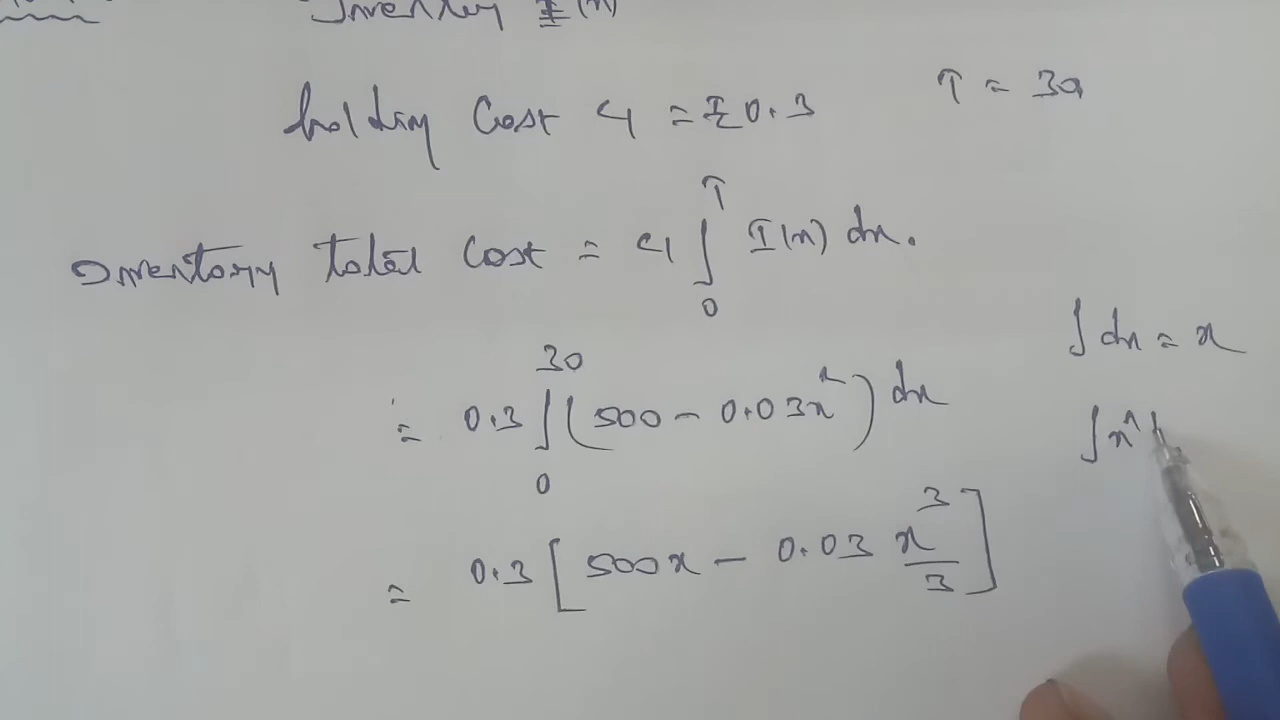 Inventory I(x)
holding Cost C1 = ₹0.3 T = 30
Inventory total Cost = C1 ∫₀ᵀ I(x) dx.
∫dx = x
= 0.3 ∫₀³⁰ (500 - 0.03x²) dx
∫xⁿ
= 0.3 [500x - 0.03 x³/3]